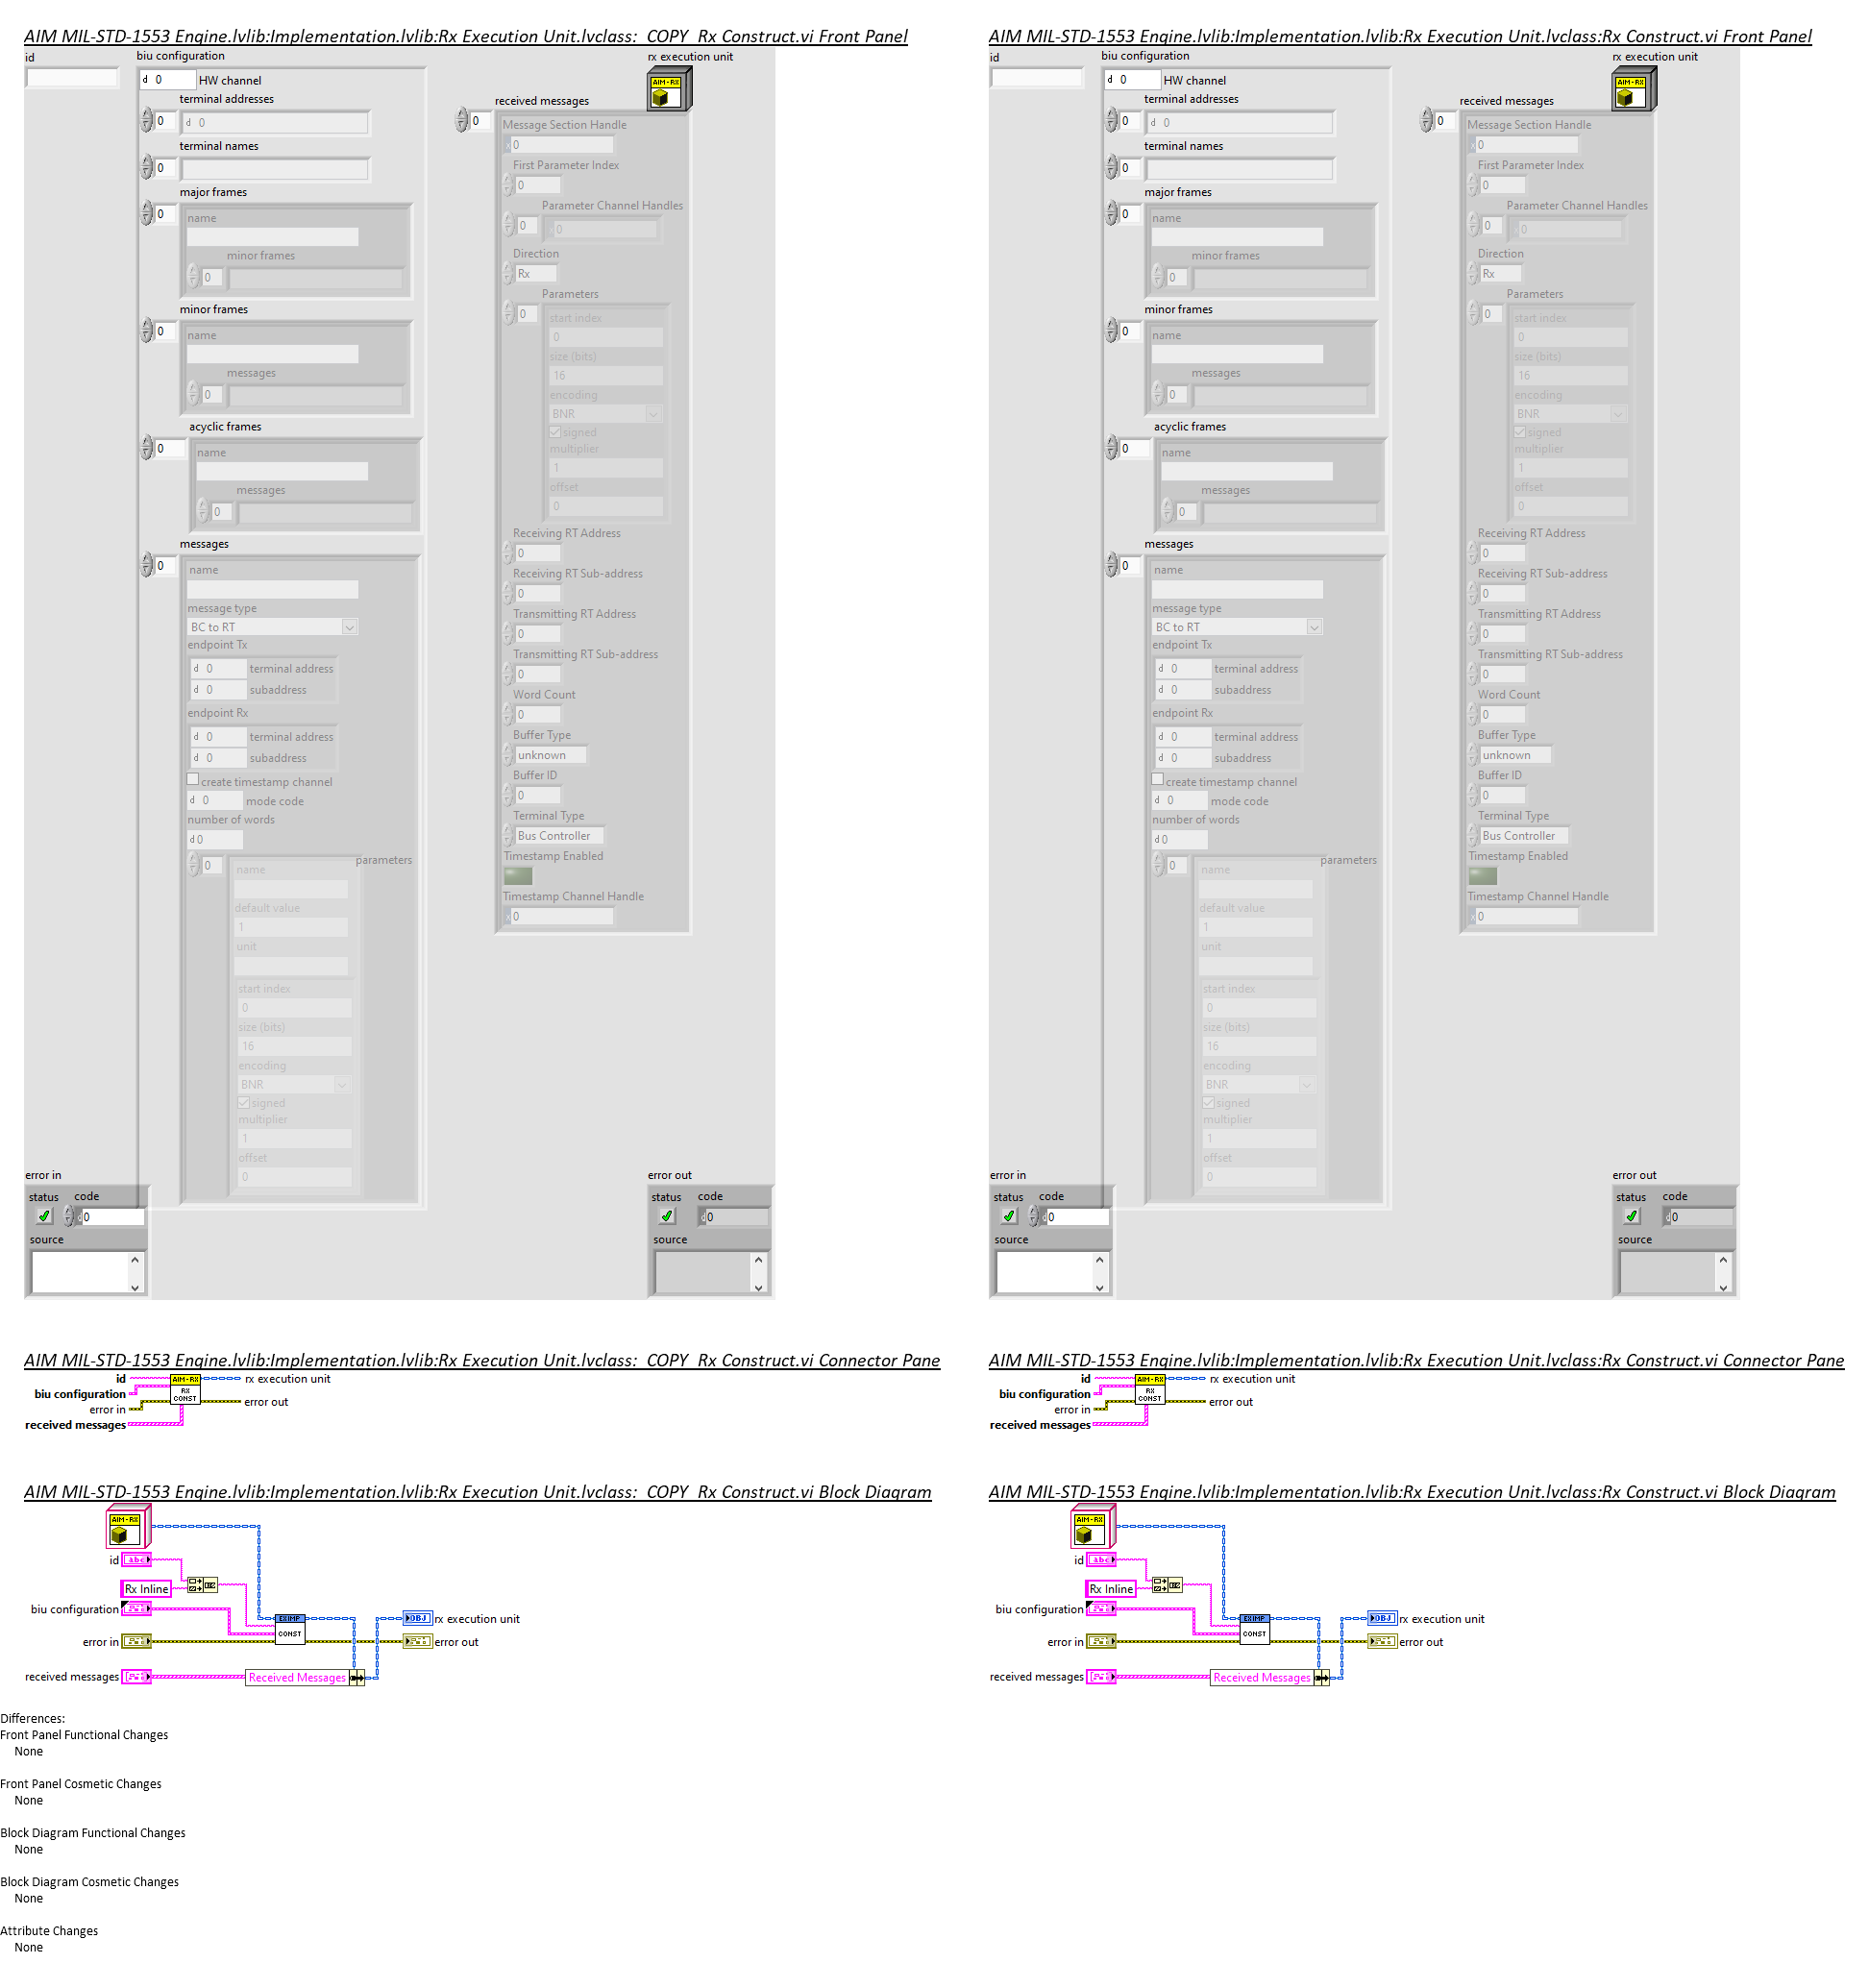 AIM MIL-STD-1553 Engine.lvlib:Implementation.lvlib:Rx Execution Unit.lvclass:_COPY_Rx Construct.vi Front Panel
id
biu configuration
d 0 HW channel
terminal addresses
0 d 0
terminal names
0
major frames
0 name
minor frames
0
minor frames
0 name
messages
0
acyclic frames
0 name
messages
0
messages
0 name
message type
BC to RT
endpoint Tx
d 0 terminal address
d 0 subaddress
endpoint Rx
d 0 terminal address
d 0 subaddress
create timestamp channel
d 0 mode code
number of words
d 0
0 parameters
name
default value
1
unit
start index
0
size (bits)
16
encoding
BNR
signed
multiplier
1
offset
0
rx execution unit
AIM-RX
received messages
0 Message Section Handle
x 0
First Parameter Index
0
Parameter Channel Handles
0 0
Direction
Rx
Parameters
0 start index
0
size (bits)
16
encoding
BNR
signed
multiplier
1
offset
0
Receiving RT Address
0
Receiving RT Sub-address
0
Transmitting RT Address
0
Transmitting RT Sub-address
0
Word Count
0
Buffer Type
unknown
Buffer ID
0
Terminal Type
Bus Controller
Timestamp Enabled
Timestamp Channel Handle
x 0
error in
status code
d 0
source
error out
status code
d 0
source
AIM MIL-STD-1553 Engine.lvlib:Implementation.lvlib:Rx Execution Unit.lvclass:Rx Construct.vi Front Panel
id
biu configuration
d 0 HW channel
terminal addresses
0 d 0
terminal names
0
major frames
0 name
minor frames
0
minor frames
0 name
messages
0
acyclic frames
0 name
messages
0
messages
0 name
message type
BC to RT
endpoint Tx
d 0 terminal address
d 0 subaddress
endpoint Rx
d 0 terminal address
d 0 subaddress
create timestamp channel
d 0 mode code
number of words
d 0
0 parameters
name
default value
1
unit
start index
0
size (bits)
16
encoding
BNR
signed
multiplier
1
offset
0
rx execution unit
AIM-RX
received messages
0 Message Section Handle
x 0
First Parameter Index
0
Parameter Channel Handles
0 0
Direction
Rx
Parameters
0 start index
0
size (bits)
16
encoding
BNR
signed
multiplier
1
offset
0
Receiving RT Address
0
Receiving RT Sub-address
0
Transmitting RT Address
0
Transmitting RT Sub-address
0
Word Count
0
Buffer Type
unknown
Buffer ID
0
Terminal Type
Bus Controller
Timestamp Enabled
Timestamp Channel Handle
x 0
error in
status code
d 0
source
error out
status code
d 0
source
AIM MIL-STD-1553 Engine.lvlib:Implementation.lvlib:Rx Execution Unit.lvclass:_COPY_Rx Construct.vi Connector Pane
id AIM-RX rx execution unit
biu configuration RX CONST
error in error out
received messages
AIM MIL-STD-1553 Engine.lvlib:Implementation.lvlib:Rx Execution Unit.lvclass:Rx Construct.vi Connector Pane
id AIM-RX rx execution unit
biu configuration RX CONST
error in error out
received messages
AIM MIL-STD-1553 Engine.lvlib:Implementation.lvlib:Rx Execution Unit.lvclass:_COPY_Rx Construct.vi Block Diagram
AIM-RX
id abc
Rx Inline
biu configuration
EXIMP
CONST
OBJ rx execution unit
error in error out
received messages Received Messages
AIM MIL-STD-1553 Engine.lvlib:Implementation.lvlib:Rx Execution Unit.lvclass:Rx Construct.vi Block Diagram
AIM-RX
id abc
Rx Inline
biu configuration
EXIMP
CONST
OBJ rx execution unit
error in error out
received messages Received Messages
Differences:
Front Panel Functional Changes
None
Front Panel Cosmetic Changes
None
Block Diagram Functional Changes
None
Block Diagram Cosmetic Changes
None
Attribute Changes
None